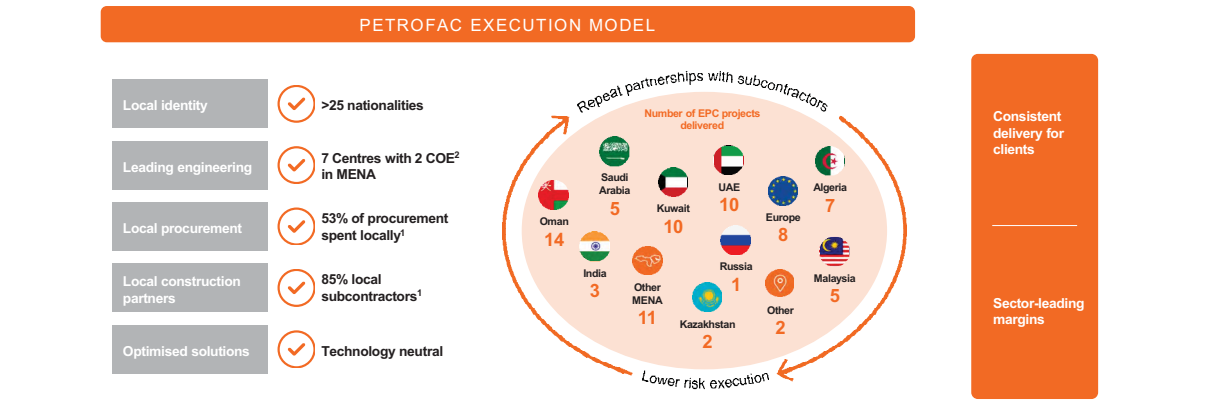 PETROFAC EXECUTION MODEL
Local identity
>25 nationalities
Leading engineering
7 Centres with 2 COE²
in MENA
Local procurement
53% of procurement
spent locally¹
Local construction
partners
85% local
subcontractors¹
Optimised solutions
Technology neutral
Repeat partnerships with subcontractors
Number of EPC projects
delivered
Saudi
Arabia
5
Kuwait
10
UAE
10
Algeria
7
Oman
14
Europe
8
India
3
Other
MENA
11
Russia
1
Malaysia
5
Kazakhstan
2
Other
2
Lower risk execution
Consistent
delivery for
clients
Sector-leading
margins